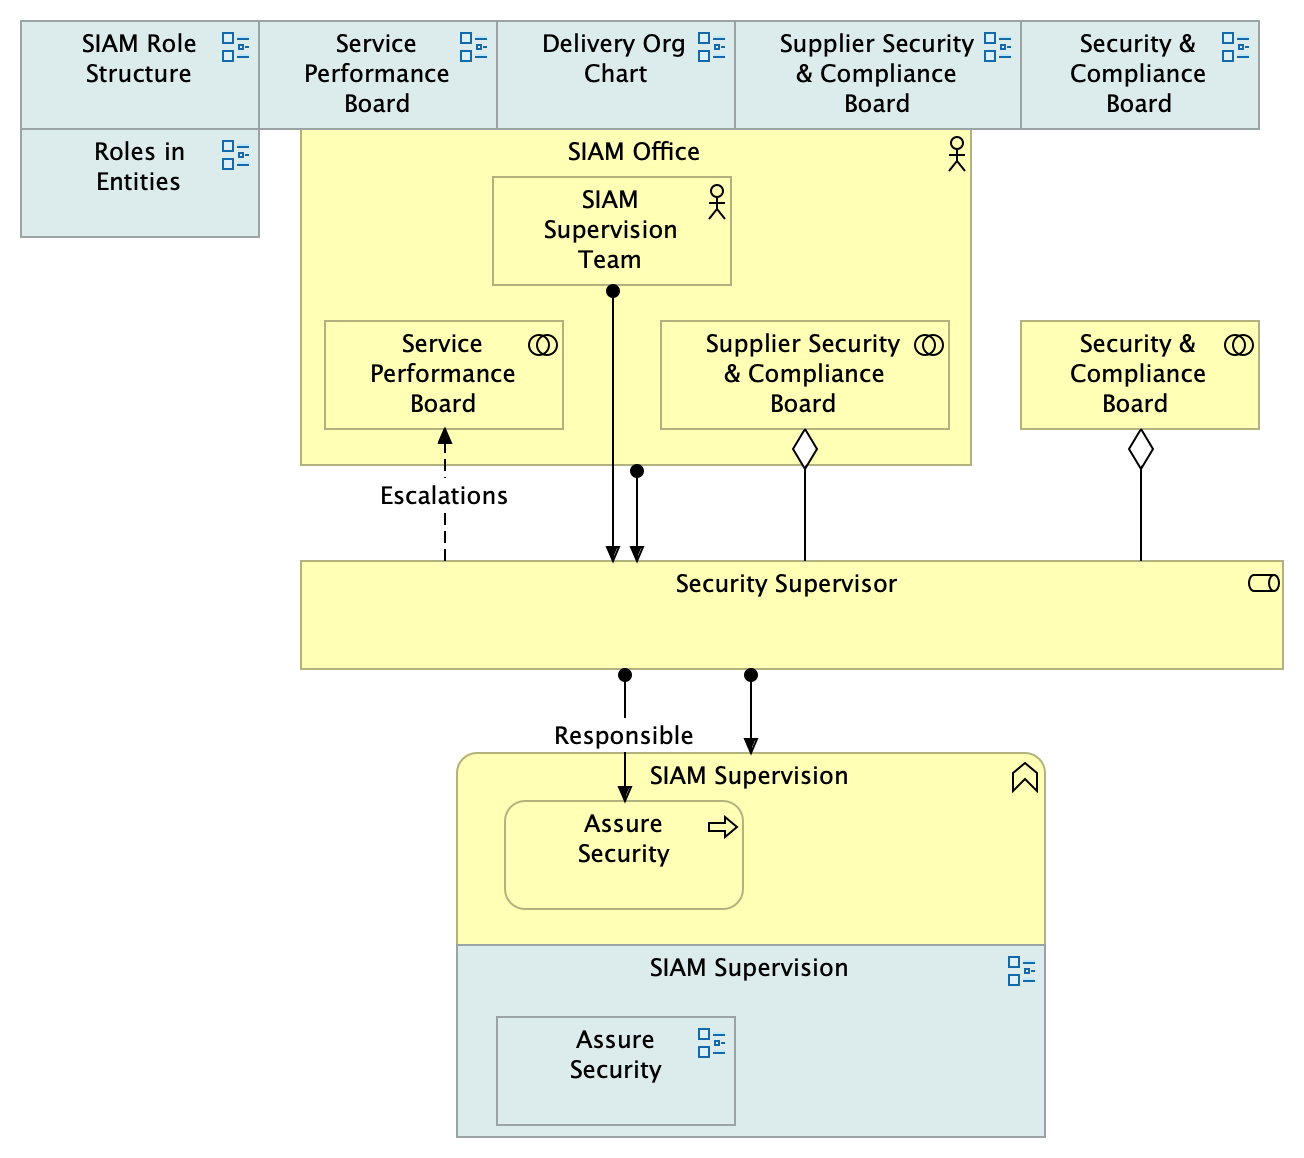 SIAM Role
Structure
Service
Performance
Board
Delivery Org
Chart
Supplier Security
& Compliance
Board
Security &
Compliance
Board
Roles in
Entities
SIAM Office
SIAM
Supervision
Team
Service
Performance
Board
Supplier Security
& Compliance
Board
Security &
Compliance
Board
Escalations
Security Supervisor
Responsible
SIAM Supervision
Assure
Security
SIAM Supervision
Assure
Security